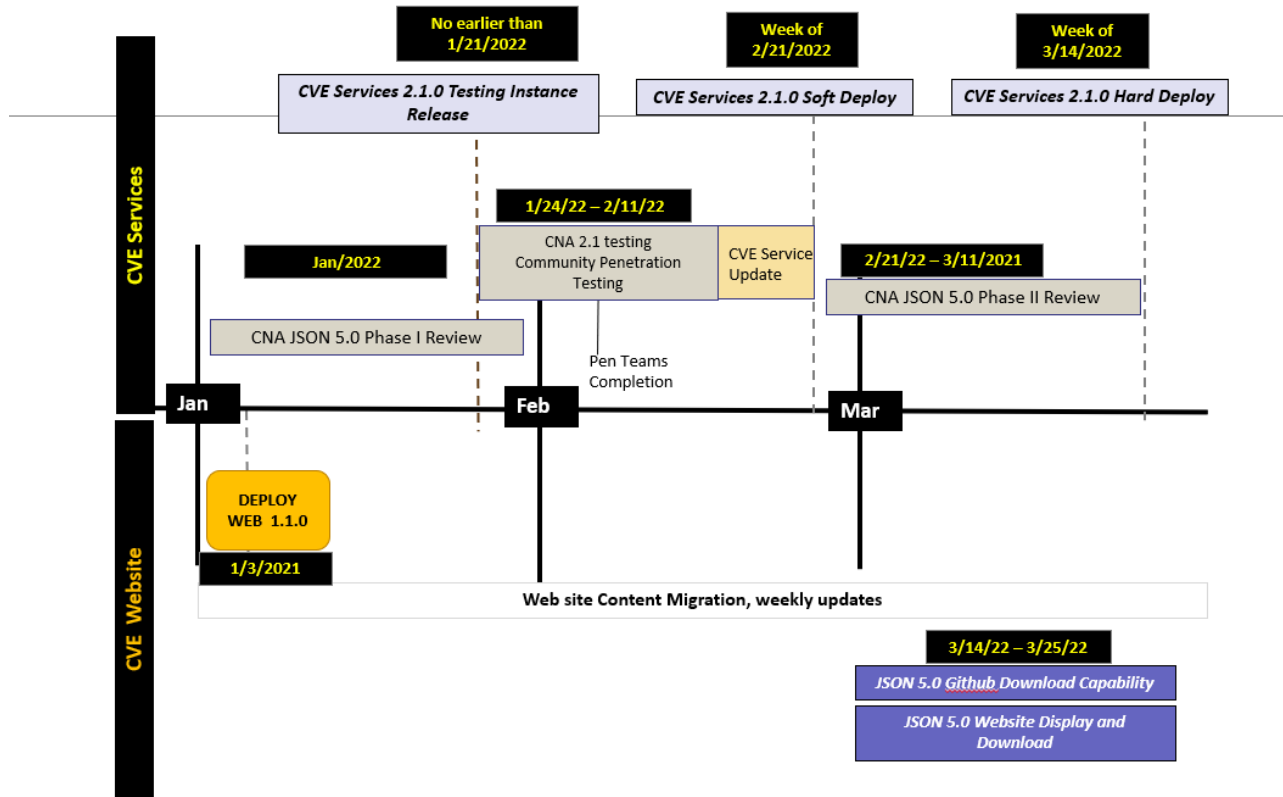 No earlier than
1/21/2022
Week of
2/21/2022
Week of
3/14/2022
CVE Services 2.1.0 Testing Instance
Release
CVE Services 2.1.0 Soft Deploy
CVE Services 2.1.0 Hard Deploy
CVE Services
1/24/22 – 2/11/22
Jan/2022
CNA 2.1 testing
Community Penetration
Testing
CVE Service
Update
2/21/22 – 3/11/2021
CNA JSON 5.0 Phase II Review
CNA JSON 5.0 Phase I Review
Pen Teams
Completion
Jan
Feb
Mar
CVE Website
DEPLOY
WEB 1.1.0
1/3/2021
Web site Content Migration, weekly updates
3/14/22 – 3/25/22
JSON 5.0 Github Download Capability
JSON 5.0 Website Display and
Download